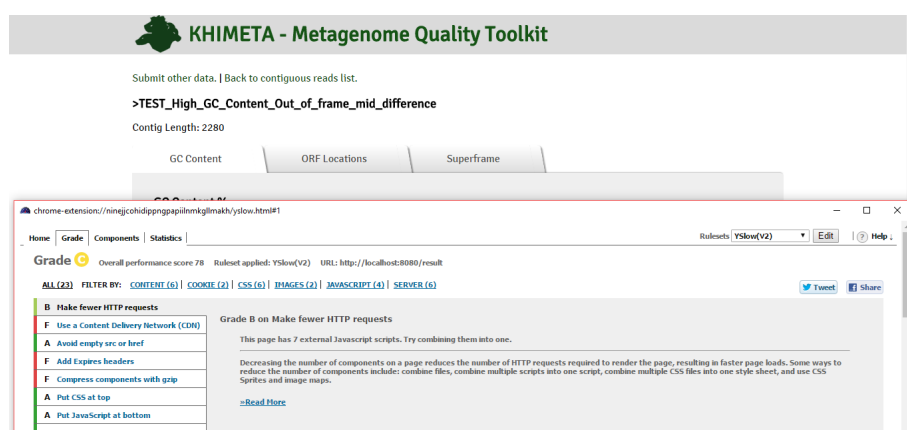 KHIMETA - Metagenome Quality Toolkit
Submit other data. | Back to contiguous reads list.
>TEST_High_GC_Content_Out_of_frame_mid_difference
Contig Length: 2280
GC Content ORF Locations Superframe
chrome-extension://ninejjcohidippngpapiilnmkgllmakh/yslow.html#1
Home Grade Components Statistics Rulesets YSlow(V2) Edit ? Help ↓
Grade C Overall performance score 78 Ruleset applied: YSlow(V2) URL: http://localhost:8080/result
ALL (23) FILTER BY: CONTENT (6) | COOKIE (2) | CSS (6) | IMAGES (2) | JAVASCRIPT (4) | SERVER (6)
Tweet Share
B Make fewer HTTP requests
F Use a Content Delivery Network (CDN)
A Avoid empty src or href
F Add Expires headers
F Compress components with gzip
A Put CSS at top
A Put JavaScript at bottom
Grade B on Make fewer HTTP requests
This page has 7 external Javascript scripts. Try combining them into one.
Decreasing the number of components on a page reduces the number of HTTP requests required to render the page, resulting in faster page loads. Some ways to
reduce the number of components include: combine files, combine multiple scripts into one script, combine multiple CSS files into one style sheet, and use CSS
Sprites and image maps.
»Read More